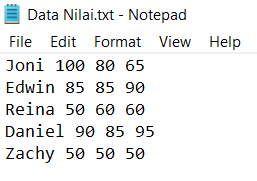 Data Nilai.txt - Notepad
File Edit Format View Help
Joni 100 80 65
Edwin 85 85 90
Reina 50 60 60
Daniel 90 85 95
Zachy 50 50 50